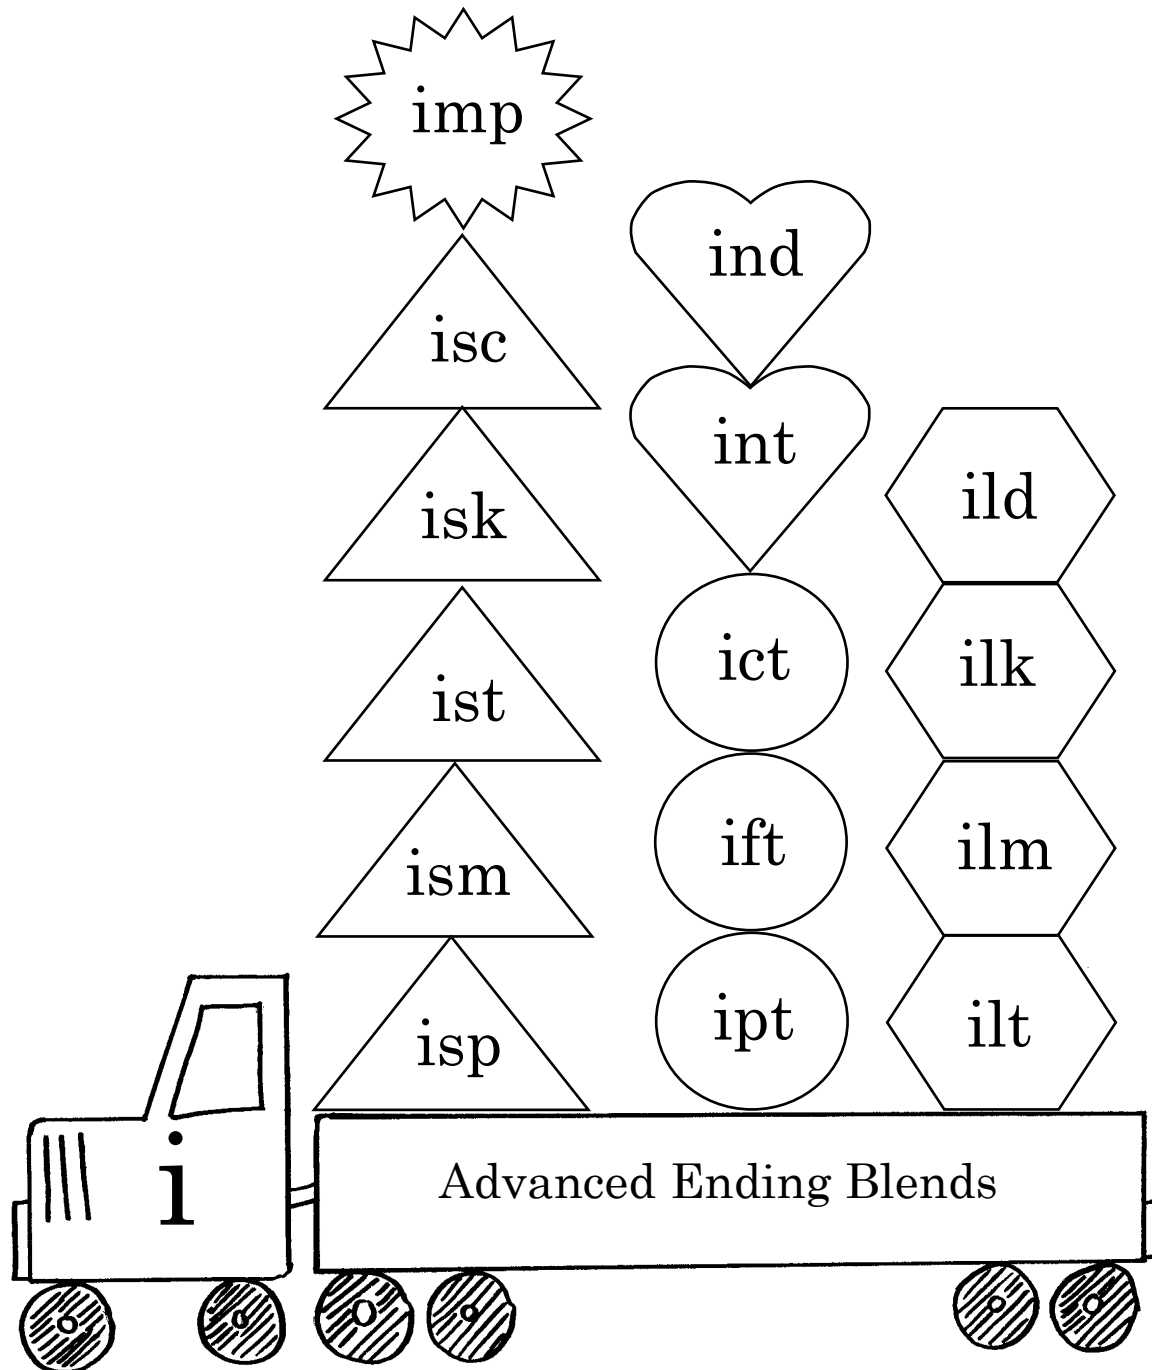 imp
isc
isk
ist
ism
isp
ind
int
ict
ift
ipt
ild
ilk
ilm
ilt
i
Advanced Ending Blends